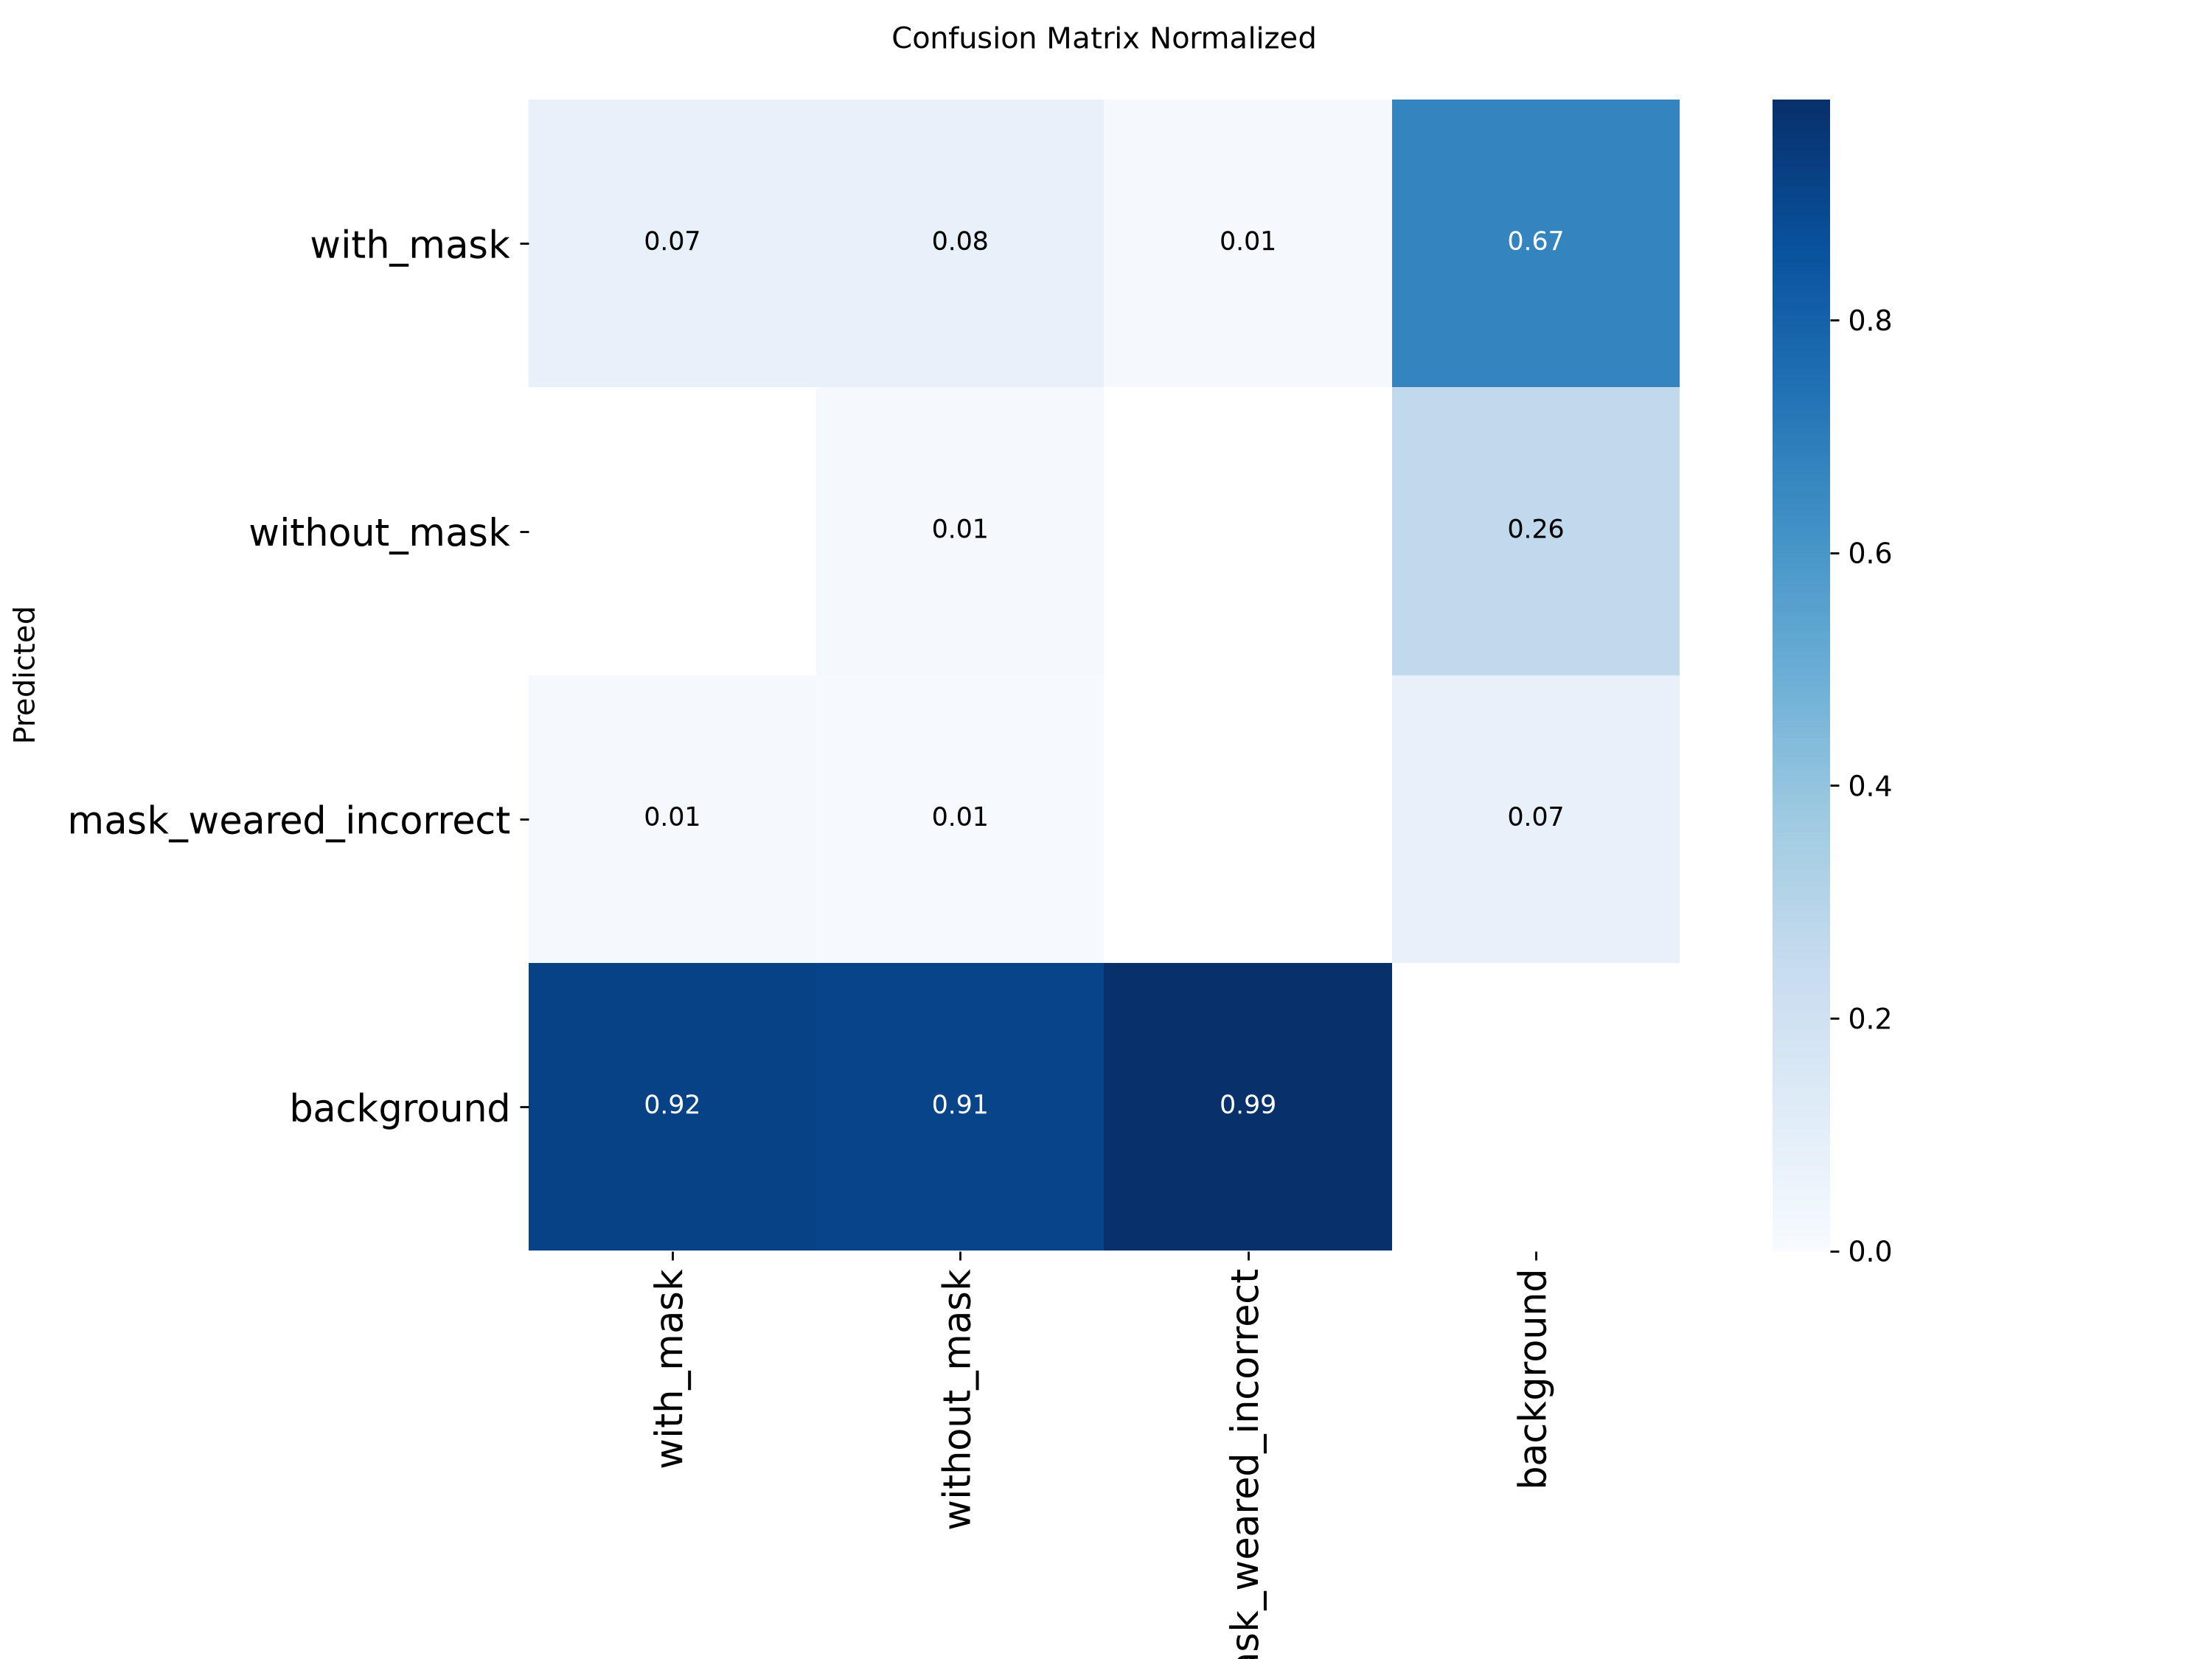 Confusion Matrix Normalized
Predicted
with_mask 0.07 0.08 0.01 0.67
without_mask 0.01 0.26
mask_weared_incorrect 0.01 0.01 0.07
background 0.92 0.91 0.99
0.8
0.6
0.4
0.2
0.0
with_mask
without_mask
ask_weared_incorrect
background